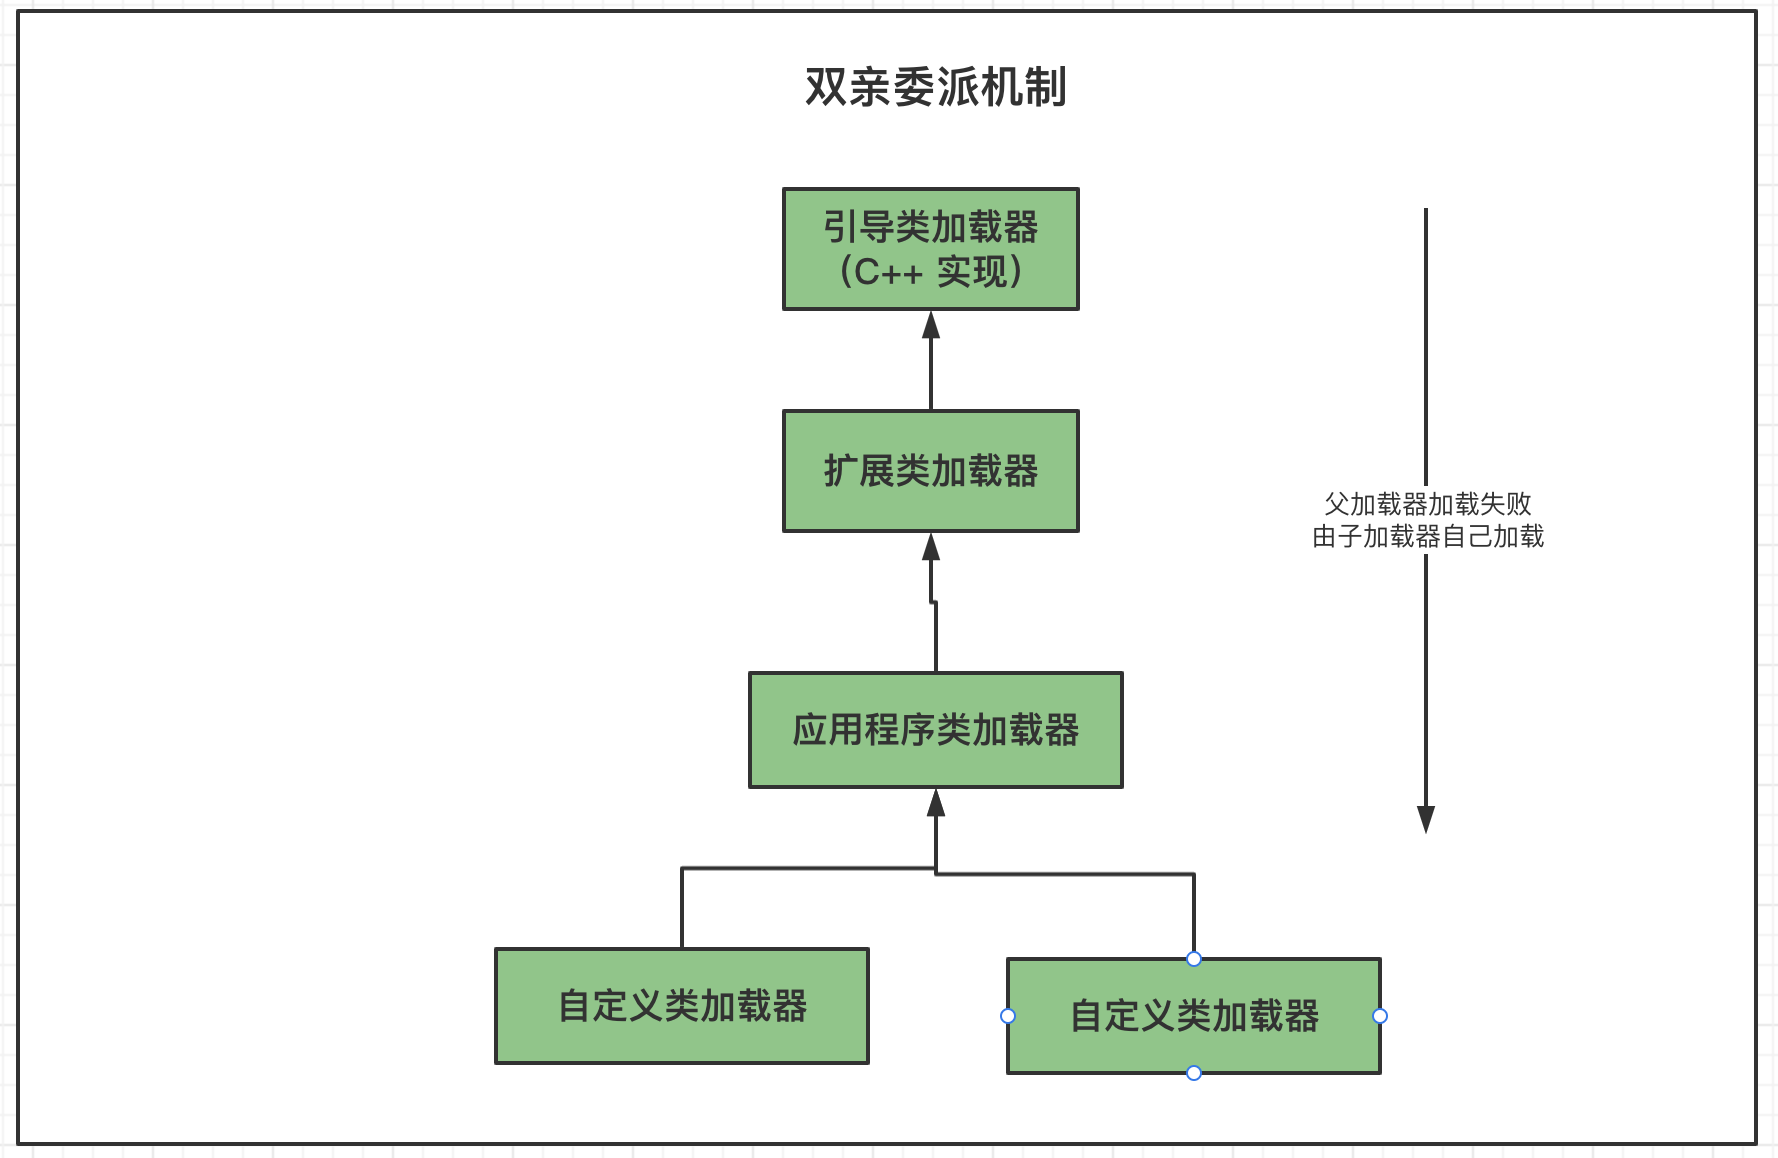 双亲委派机制
引导类加载器
（C++ 实现）
扩展类加载器
父加载器加载失败
由子加载器自己加载
应用程序类加载器
自定义类加载器
自定义类加载器